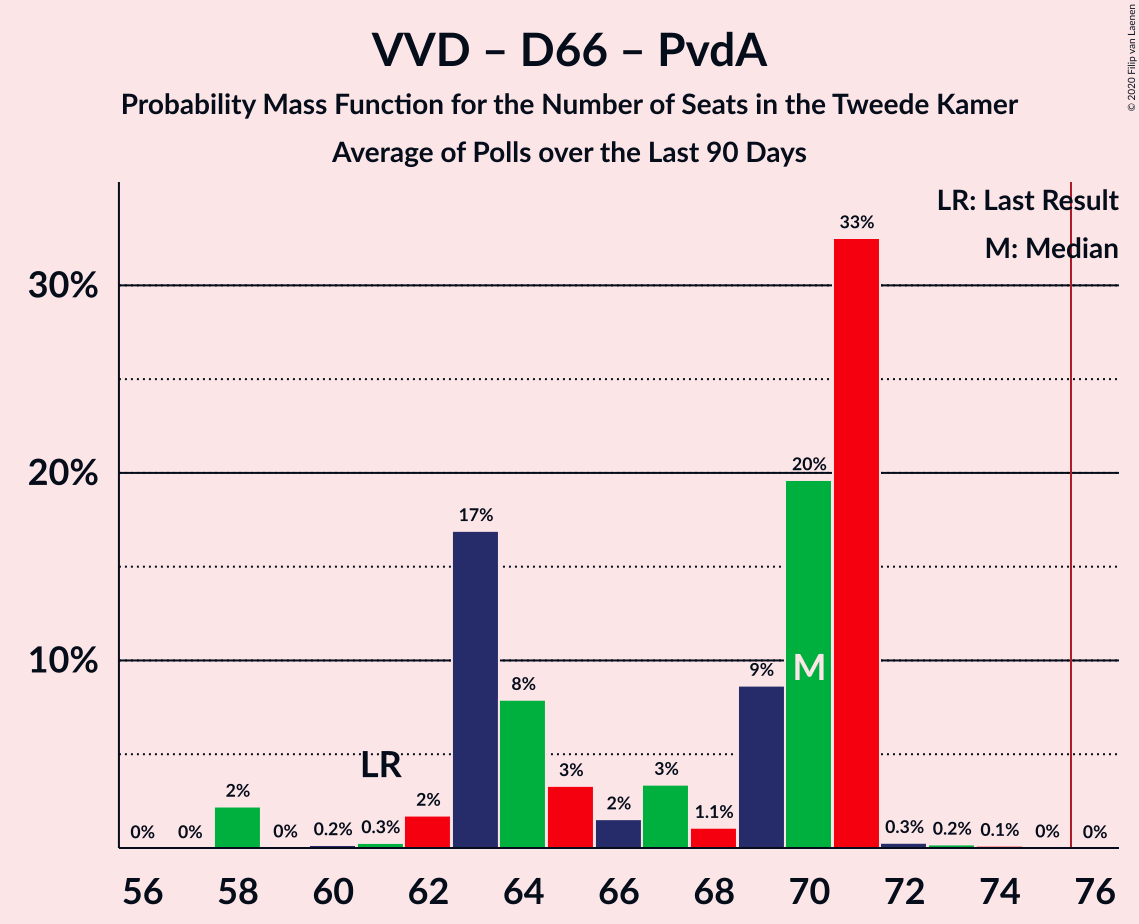 VVD – D66 – PvdA
Probability Mass Function for the Number of Seats in the Tweede Kamer
Average of Polls over the Last 90 Days
© 2020 Filip van Laenen
LR: Last Result
M: Median
30%
20%
10%
0%
0%
2%
0%
0.2%
0.3%
2%
17%
8%
3%
2%
3%
1.1%
9%
20%
33%
0.3%
0.2%
0.1%
0%
0%
LR
M
56 58 60 62 64 66 68 70 72 74 76